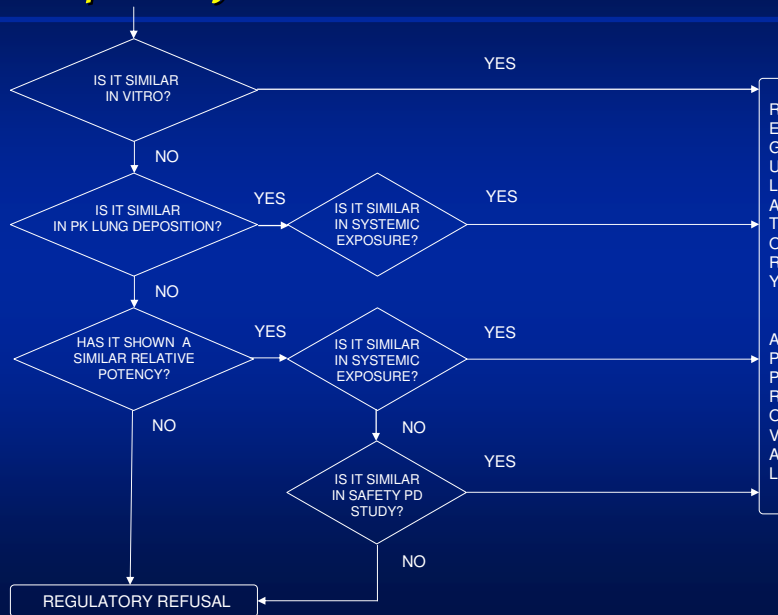 YES
IS IT SIMILAR
IN VITRO?
NO
YES
YES
IS IT SIMILAR
IN PK LUNG DEPOSITION?
IS IT SIMILAR
IN SYSTEMIC
EXPOSURE?
NO
YES
YES
HAS IT SHOWN A
SIMILAR RELATIVE
POTENCY?
IS IT SIMILAR
IN SYSTEMIC
EXPOSURE?
NO
NO
YES
IS IT SIMILAR
IN SAFETY PD
STUDY?
NO
REGULATORY REFUSAL
R
E
G
U
L
A
T
O
R
Y
A
P
P
R
O
V
A
L